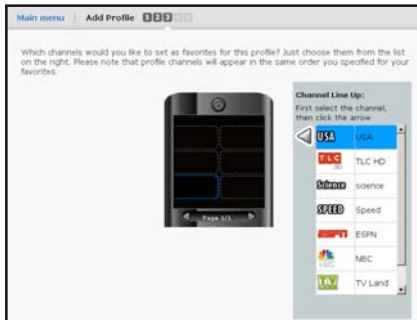 Main menu | Add Profile 1 2 3
Which channels would you like to set as favorites for this profile? Just choose them from the list
on the right. Please note that profile channels will appear in the same order you specified for your
favorites.
Channel Line Up:
First select the channel,
then click the arrow
USA USA
TLC TLC HD
Science science
SPEED Speed
ESPN
NBC
TV Land
Page 1/1